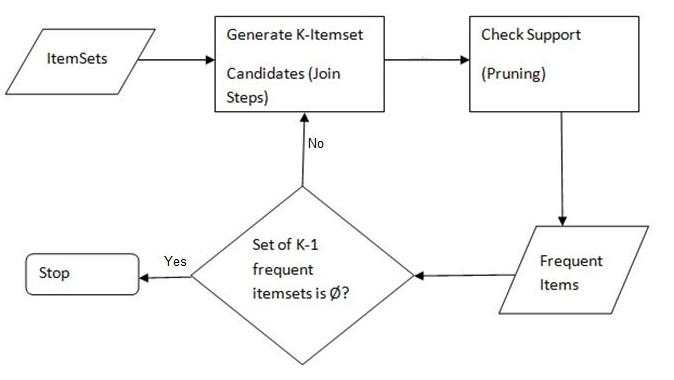 ItemSets
Generate K-Itemset
Candidates (Join
Steps)
Check Support
(Pruning)
No
Set of K-1
frequent
itemsets is Ø?
Yes
Stop
Frequent
Items